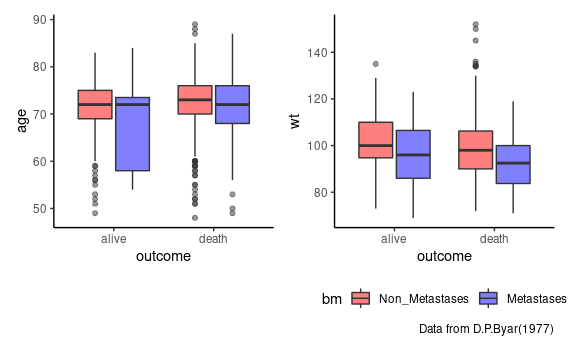 90
80
70
60
50
age
alive
death
outcome
140
120
100
80
wt
alive
death
outcome
bm Non_Metastases Metastases
Data from D.P.Byar(1977)